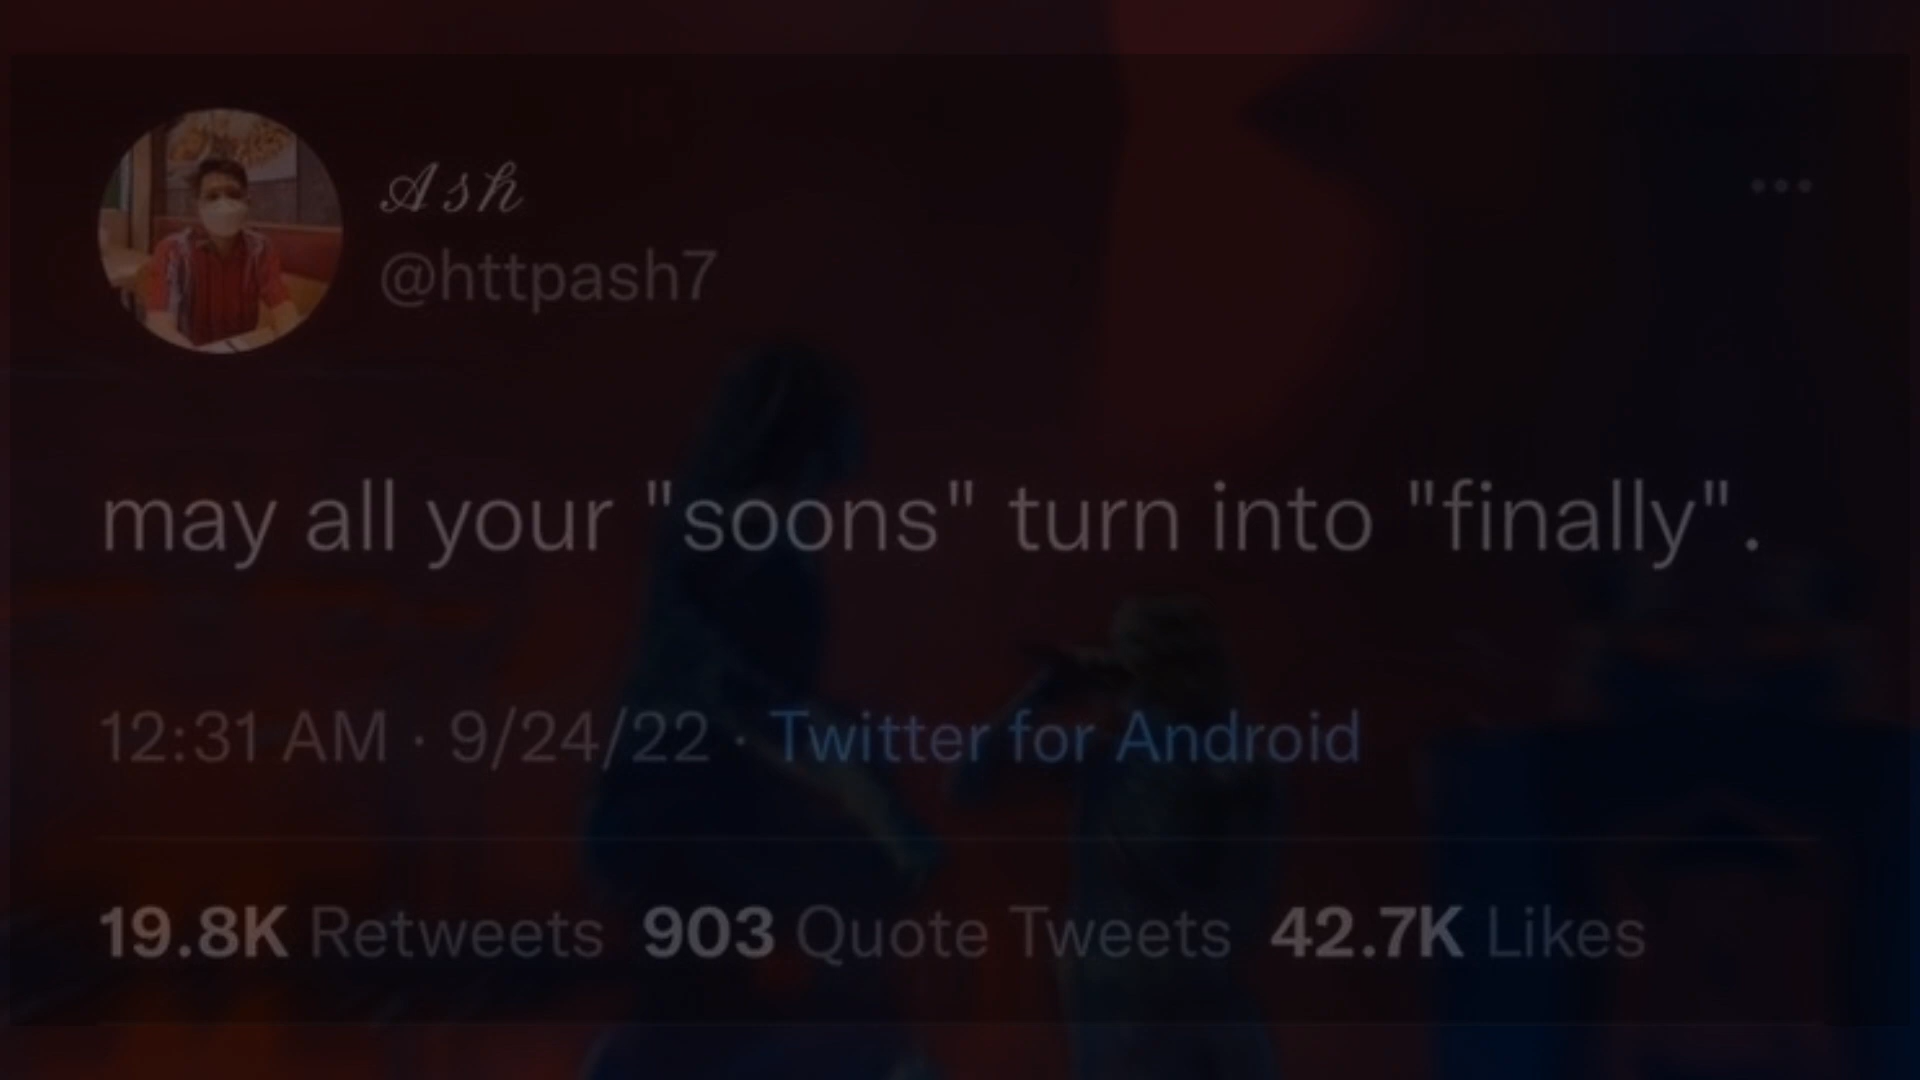 Ash
@httpash7
may all your "soons" turn into "finally".
12:31 AM · 9/24/22 · Twitter for Android
19.8K Retweets 903 Quote Tweets 42.7K Likes